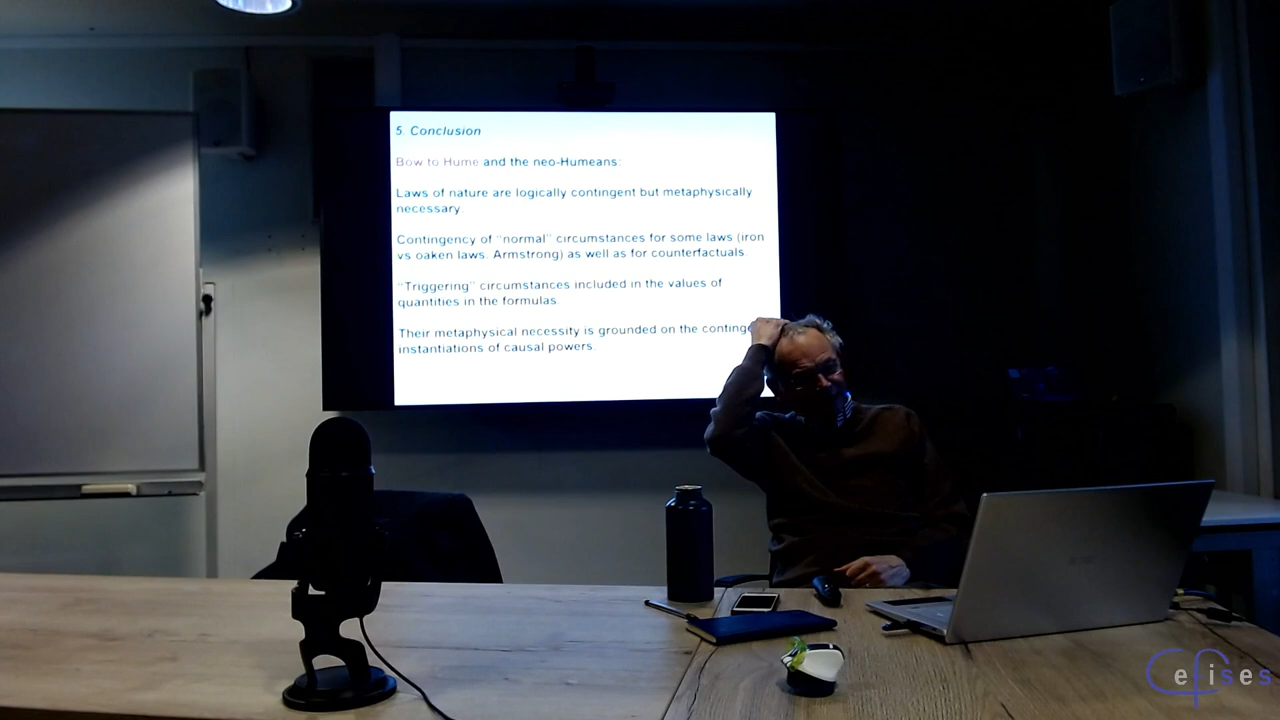 5. Conclusion
Bow to Hume and the neo-Humeans:
Laws of nature are logically contingent but metaphysically
necessary.
Contingency of "normal" circumstances for some laws (iron
vs oaken laws. Armstrong) as well as for counterfactuals.
"Triggering" circumstances included in the values of
quantities in the formulas.
Their metaphysical necessity is grounded on the continge
instantiations of causal powers.
Cefises